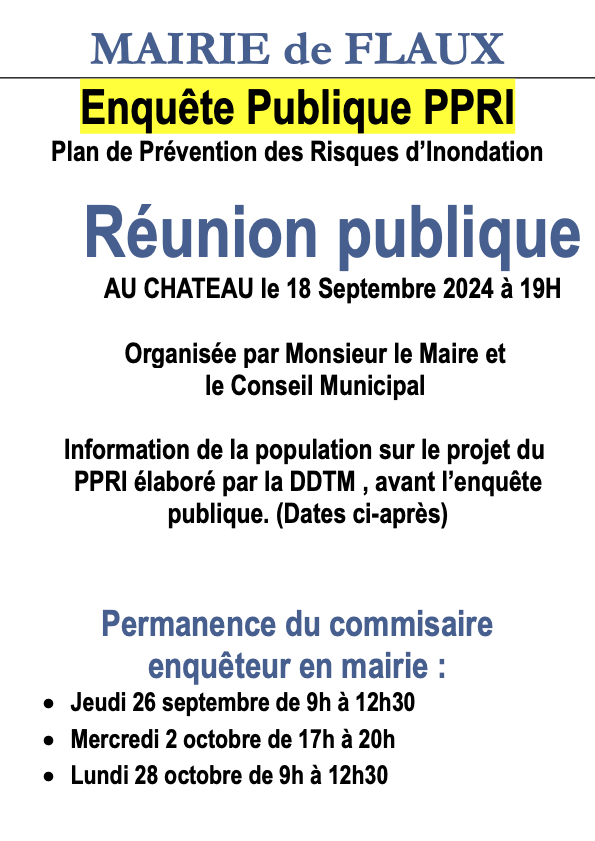 MAIRIE de FLAUX
Enquête Publique PPRI
Plan de Prévention des Risques d’Inondation
Réunion publique
AU CHATEAU le 18 Septembre 2024 à 19H
Organisée par Monsieur le Maire et
le Conseil Municipal
Information de la population sur le projet du
PPRI élaboré par la DDTM , avant l’enquête
publique. (Dates ci-après)
Permanence du commisaire
enquêteur en mairie :
• Jeudi 26 septembre de 9h à 12h30
• Mercredi 2 octobre de 17h à 20h
• Lundi 28 octobre de 9h à 12h30